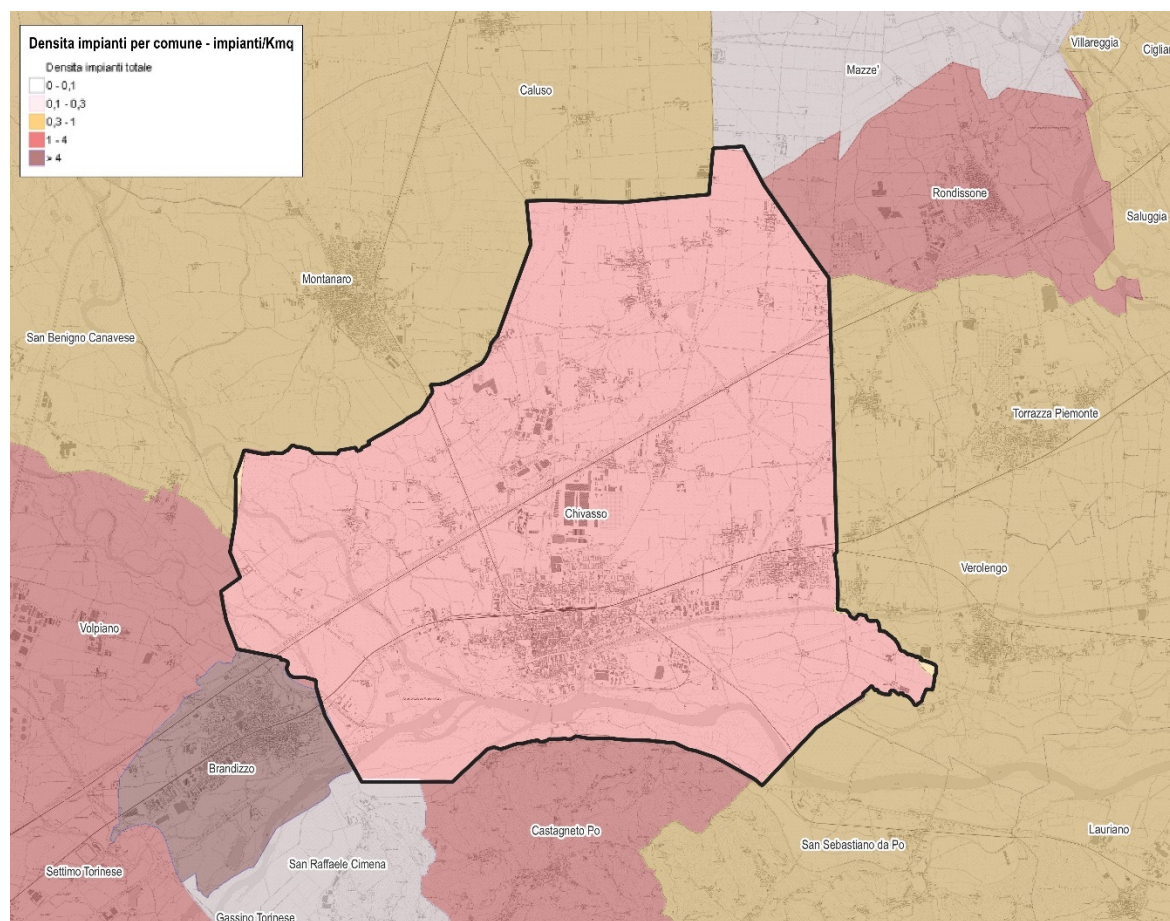 Densita impianti per comune - impianti/Kmq
Densita impianti totale
0 - 0,1
0,1 - 0,3
0,3 - 1
1 - 4
> 4
Villareggia
Mazze'
Caluso
Rondissone
Saluggia
Montanaro
San Benigno Canavese
Torrazza Piemonte
Chivasso
Verolengo
Volpiano
Brandizzo
Castagneto Po
Lauriano
San Sebastiano da Po
San Raffaele Cimena
Settimo Torinese
Gassino Torinese